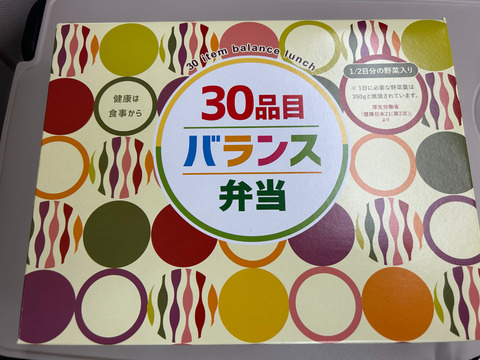 30 item balance lunch
30品目
バランス
弁当
健康は
食事から
1/2日分の野菜入り
※1日に必要な野菜量は
350gと推奨されています。
厚生労働省
「健康日本21（第2次）」
より